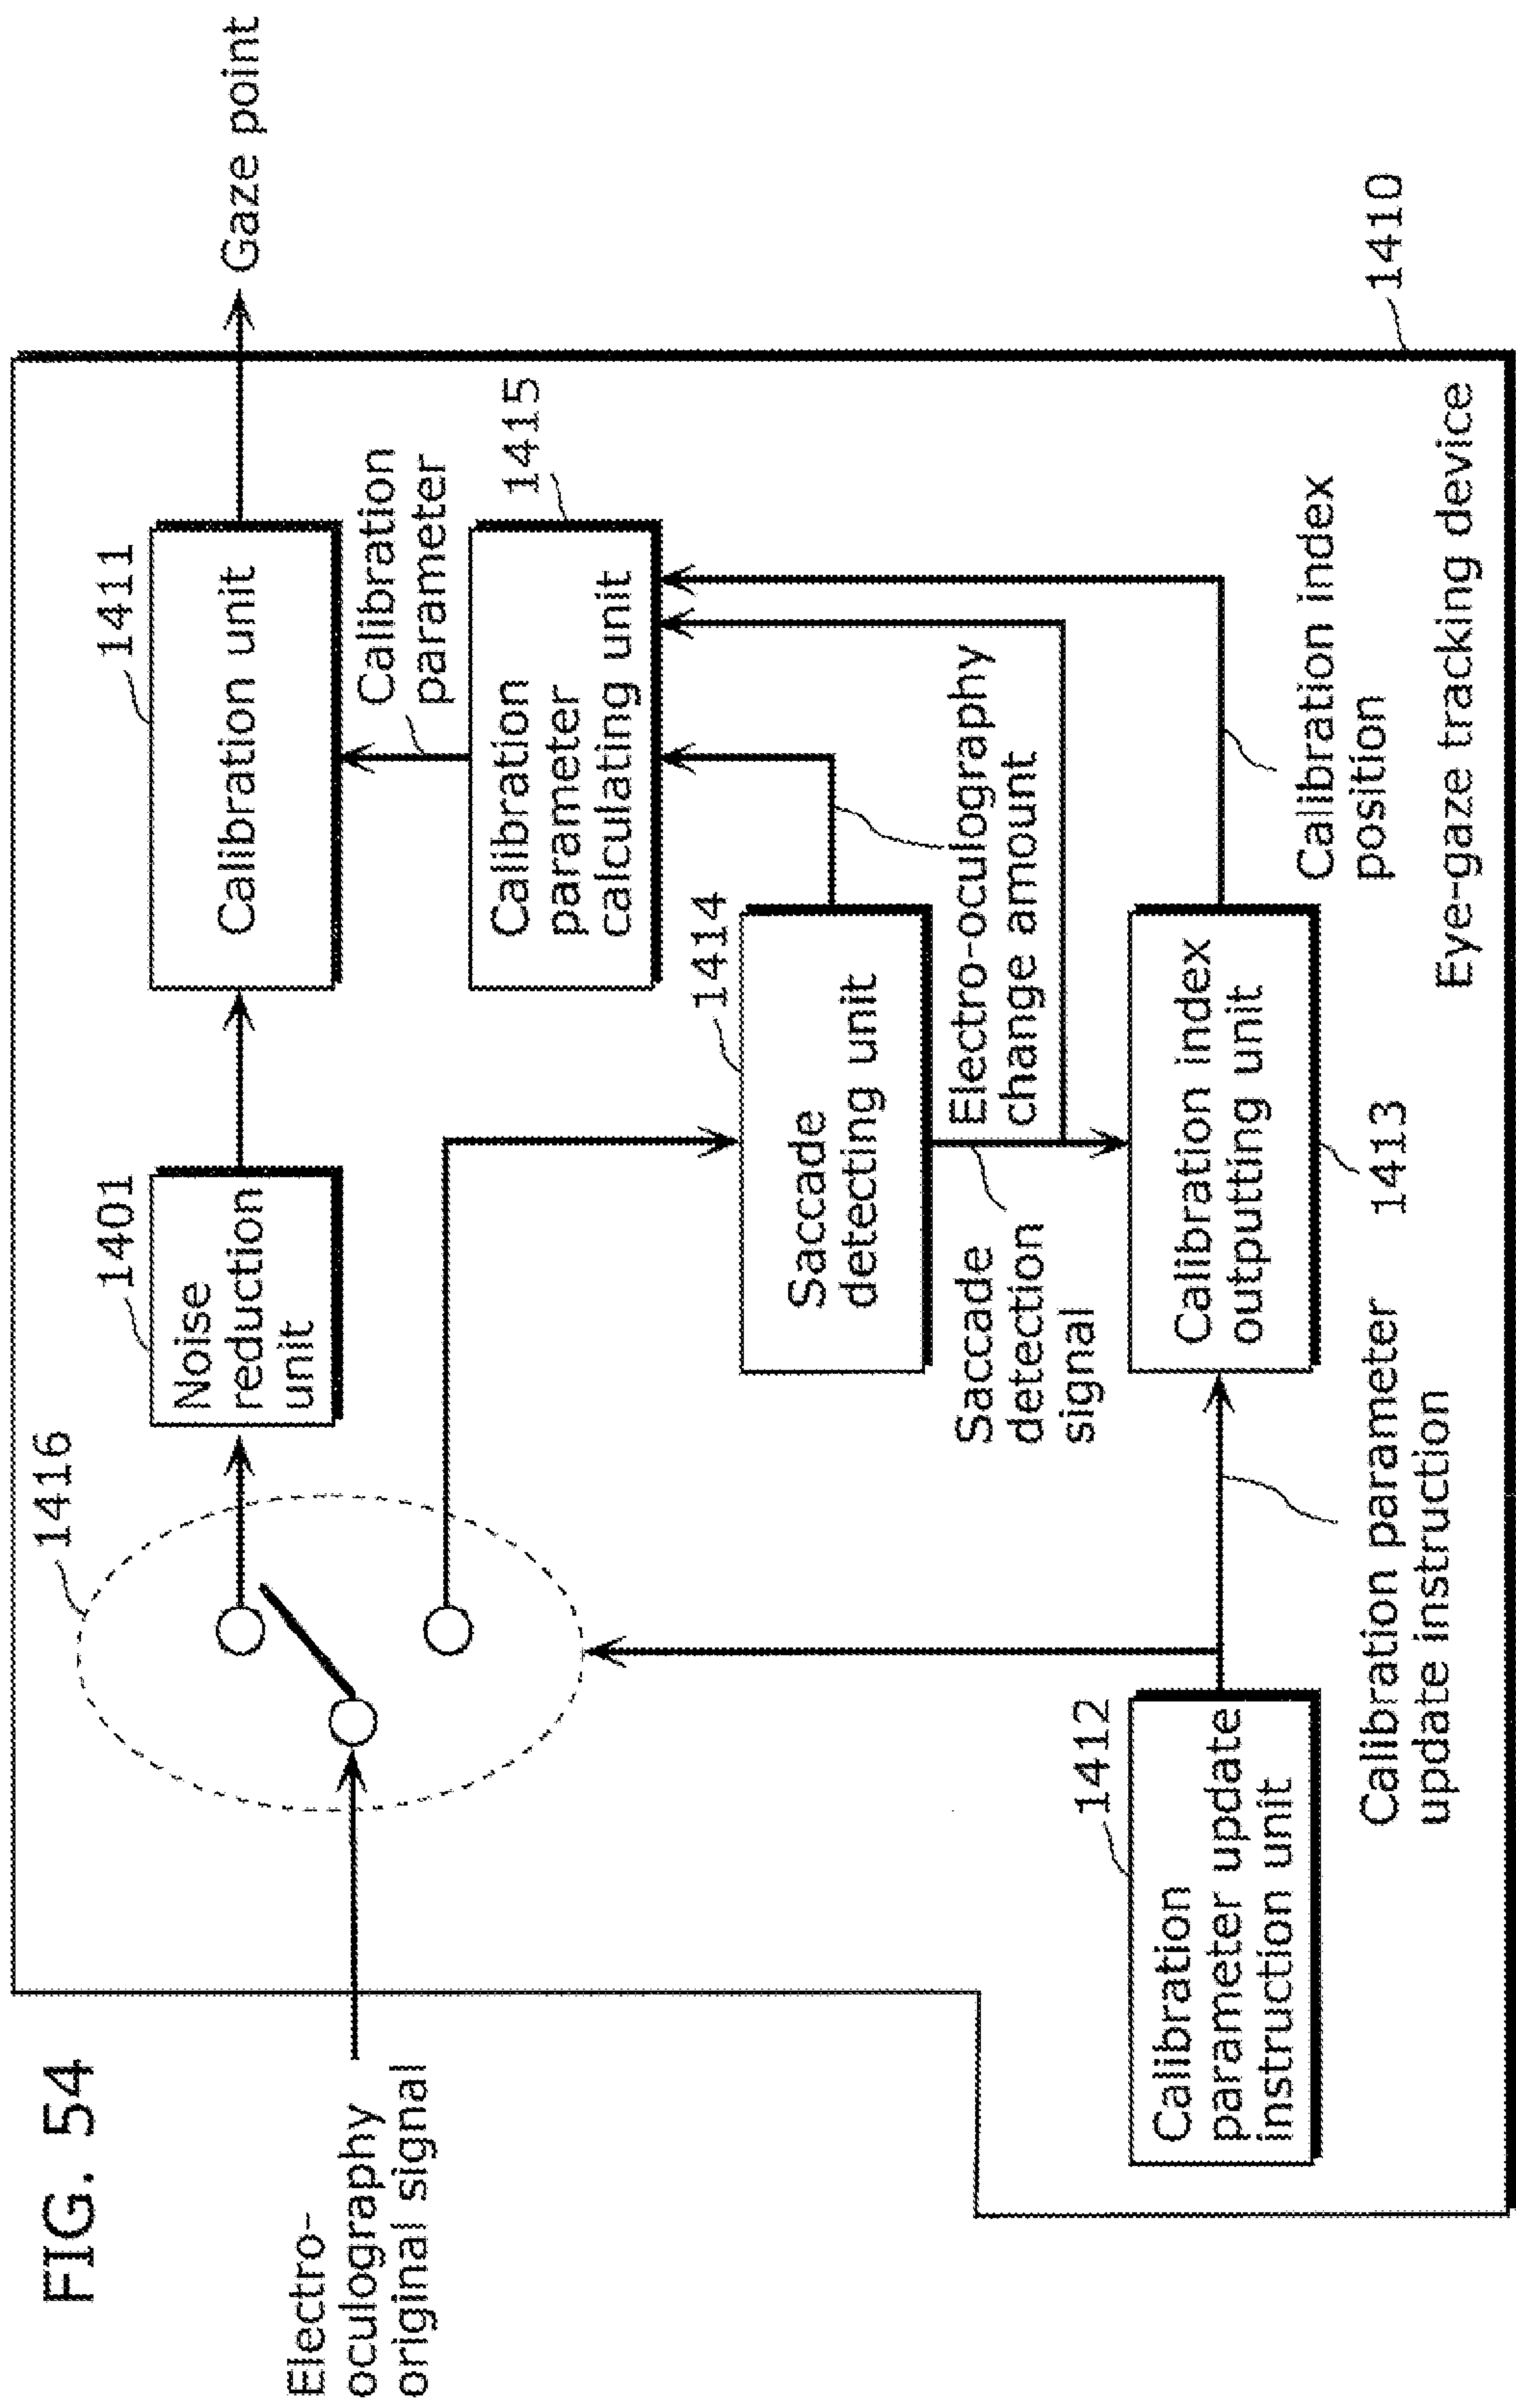 FIG. 54
Electro-
oculography
original signal
1416
1401
Noise
reduction
unit
1411
Calibration unit
Gaze point
Calibration
parameter
1415
Calibration
parameter
calculating unit
1414
Saccade
detecting unit
Electro-oculography
change amount
Saccade
detection
signal
1412
Calibration
parameter update
instruction unit
Calibration parameter
update instruction
Calibration index
outputting unit
1413
Calibration index
position
Eye-gaze tracking device
1410